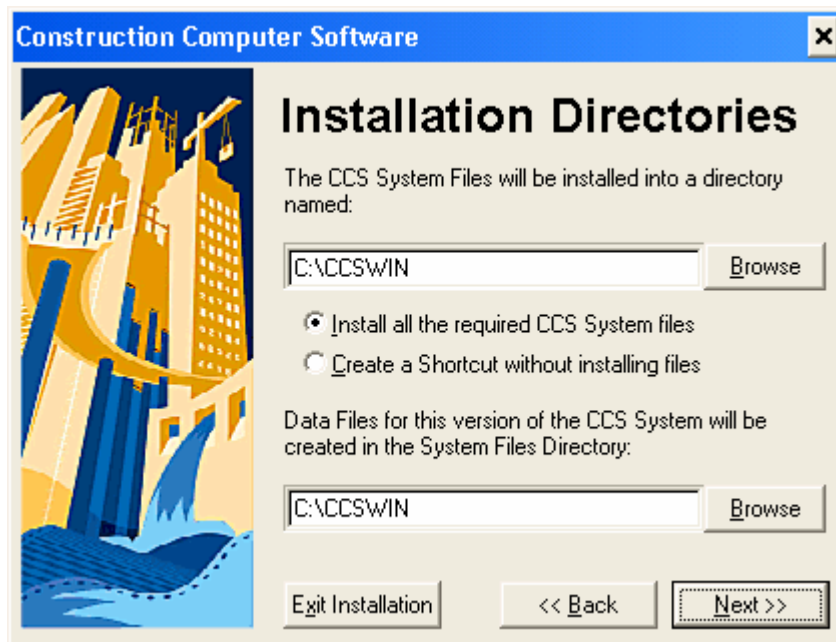 Construction Computer Software
Installation Directories
The CCS System Files will be installed into a directory
named:
C:\CCSWIN
Browse
Install all the required CCS System files
Create a Shortcut without installing files
Data Files for this version of the CCS System will be
created in the System Files Directory:
C:\CCSWIN
Browse
Exit Installation
<< Back
Next >>